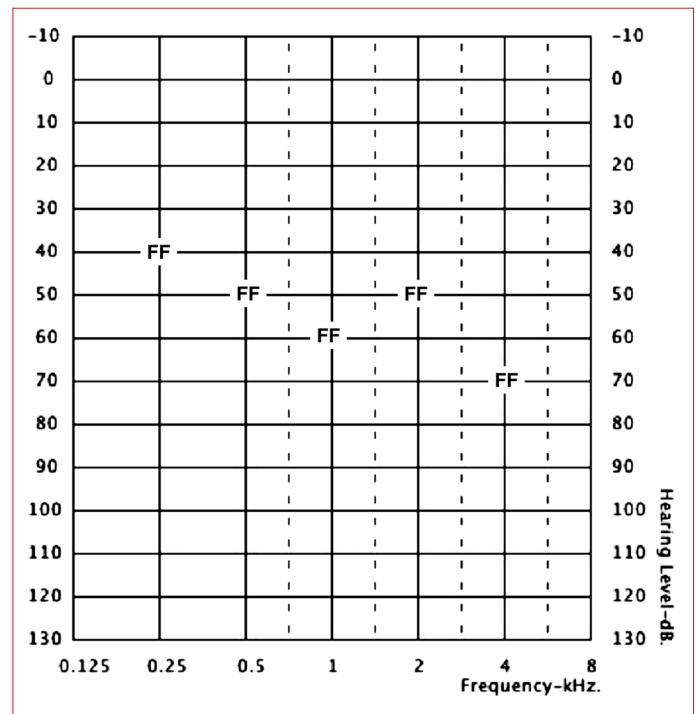 -10 -10
0 0
10 10
20 20
30 30
40 FF 40
50 FF FF 50
60 FF 60
70 FF 70
80 80
90 90
100 100
110 110
120 120
130 130
Hearing Level-dB.
0.125 0.25 0.5 1 2 4 8
Frequency-kHz.